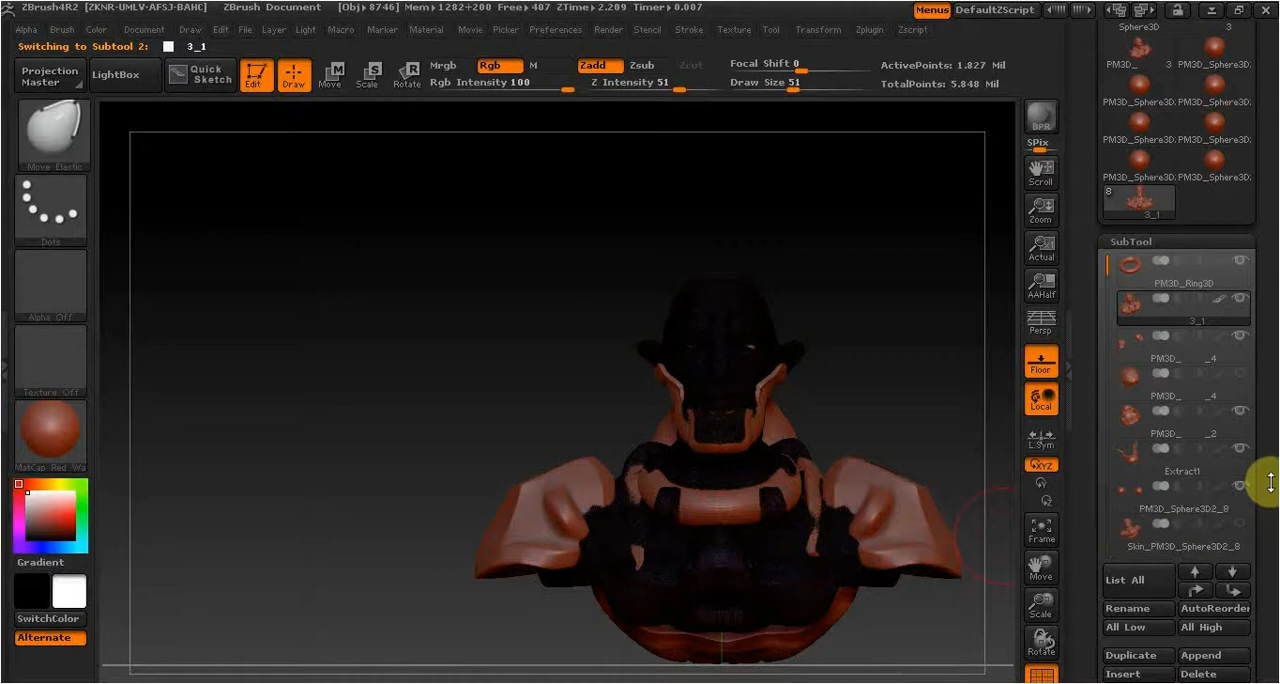 ZBrush4R2 [ZKNR-UMLV-AFSJ-BAHC] ZBrush Document [Obj> 8746] Mem> 1282+200 Free> 407 ZTime> 2.209 Timer> 0.007 Menus DefaultZScript
Alpha Brush Color Document Draw Edit File Layer Light Macro Marker Material Movie Picker Preferences Render Stencil Stroke Texture Tool Transform Zplugin Zscript
Switching to Subtool 2: 3_1
Projection Master
LightBox
Quick Sketch
Edit
Draw
Move
Scale
Rotate
Mrgb Rgb M
Rgb Intensity 100
Zadd Zsub Zcut
Z Intensity 51
Focal Shift 0
Draw Size 51
ActivePoints: 1.827 Mil
TotalPoints: 5.848 Mil
Move Elastic
Dots
Alpha Off
Texture Off
MatCap Red Wa
Gradient
SwitchColor
Alternate
BPR
SPix
Scroll
Zoom
Actual
AAHalf
Persp
Floor
Local
L.Sym
XYZ
Y
Z
Frame
Move
Scale
Rotate
Sphere3D 3
PM3D_ 3 PM3D_Sphere3D
PM3D_Sphere3D PM3D_Sphere3D
PM3D_Sphere3D PM3D_Sphere3D
PM3D_Sphere3D PM3D_Sphere3D
8
3_1
SubTool
PM3D_Ring3D
3_1
PM3D_ _4
PM3D_ _4
PM3D_ _2
Extract1
PM3D_Sphere3D2_8
Skin_PM3D_Sphere3D2_8
List All
Rename AutoReorder
All Low All High
Duplicate Append
Insert Delete